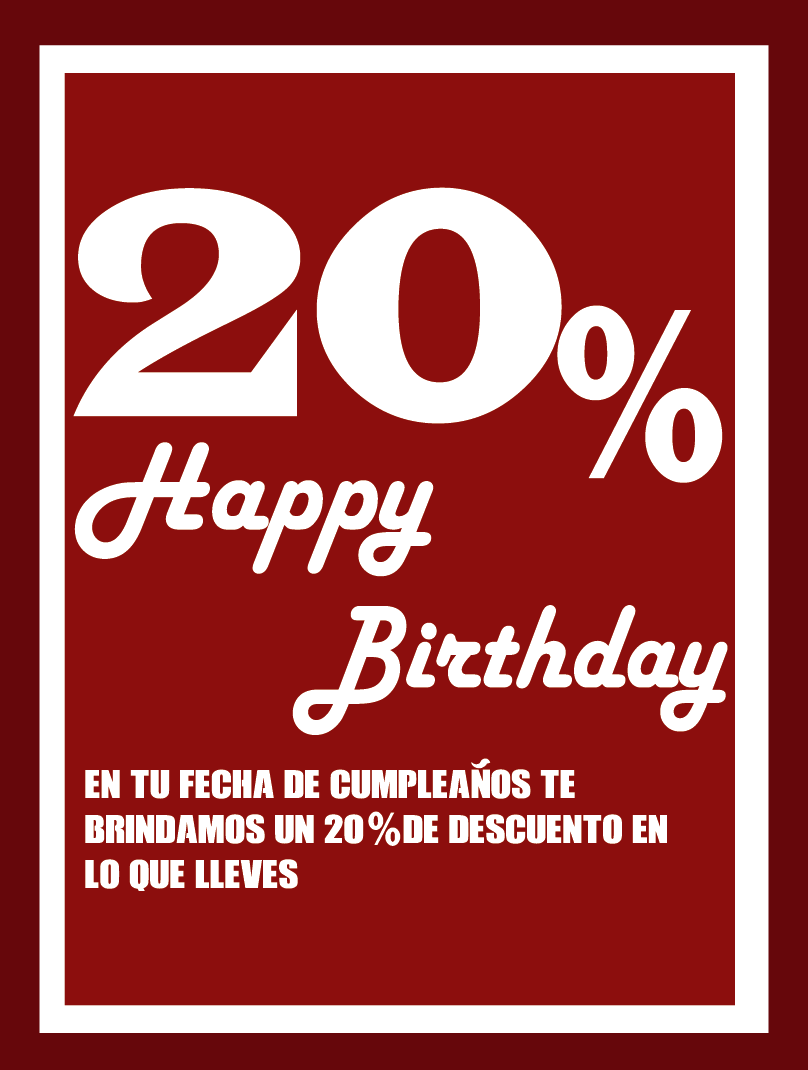 20%
Happy
Birthday
EN TU FECHA DE CUMPLEAÑOS TE
BRINDAMOS UN 20%DE DESCUENTO EN
LO QUE LLEVES